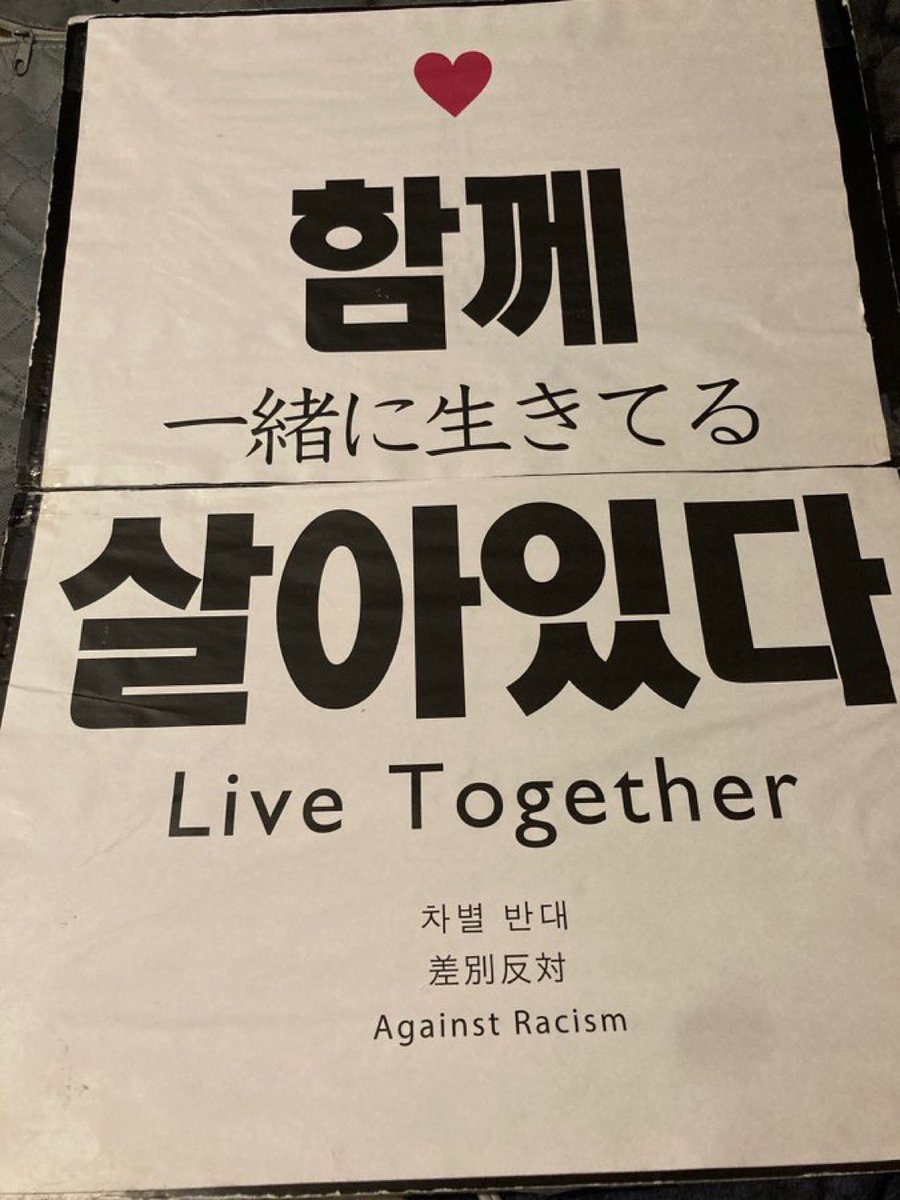 함께
一緒に生きてる
살아있다
Live Together
차별 반대
差別反対
Against Racism